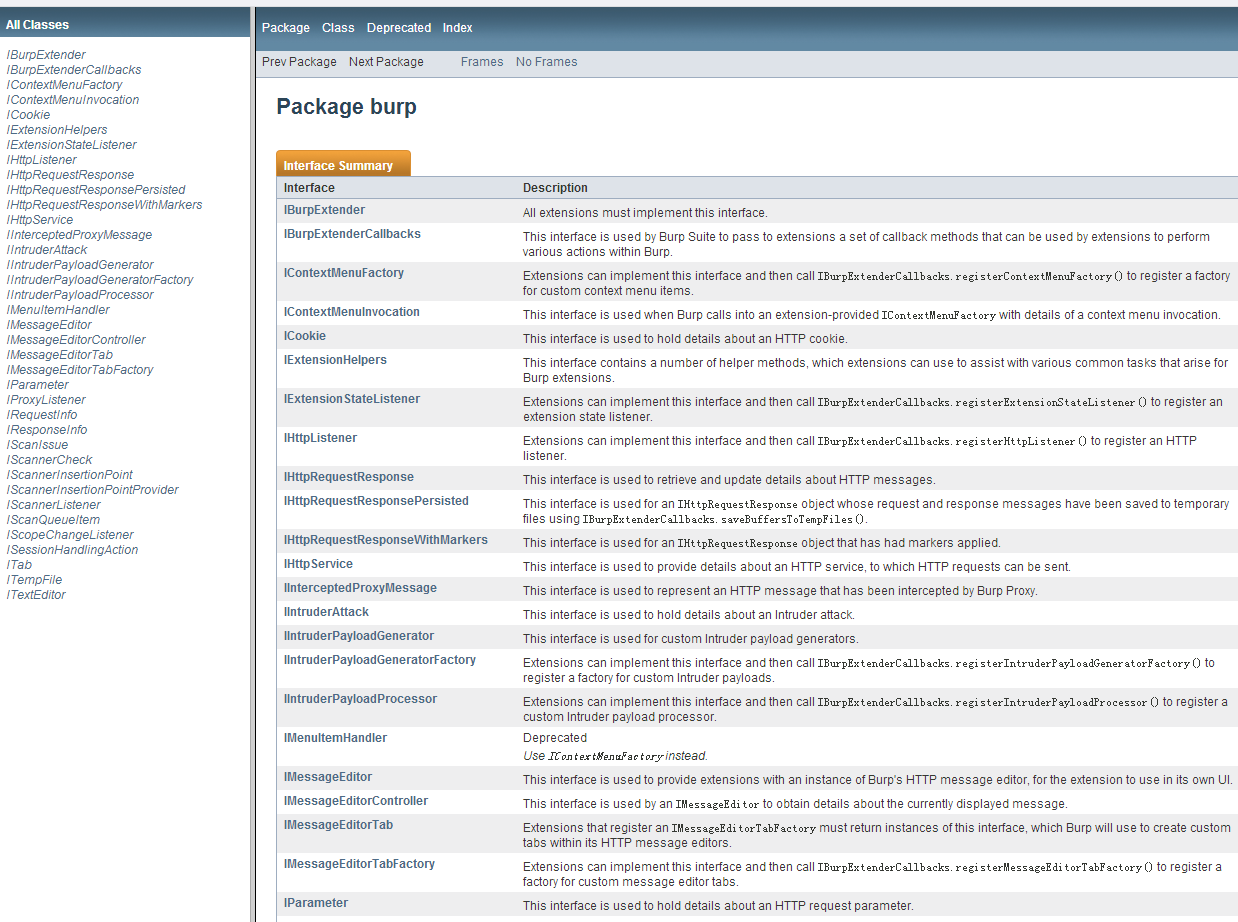 All Classes
IBurpExtender
IBurpExtenderCallbacks
IContextMenuFactory
IContextMenuInvocation
ICookie
IExtensionHelpers
IExtensionStateListener
IHttpListener
IHttpRequestResponse
IHttpRequestResponsePersisted
IHttpRequestResponseWithMarkers
IHttpService
IInterceptedProxyMessage
IIntruderAttack
IIntruderPayloadGenerator
IIntruderPayloadGeneratorFactory
IIntruderPayloadProcessor
IMenuItemHandler
IMessageEditor
IMessageEditorController
IMessageEditorTab
IMessageEditorTabFactory
IParameter
IProxyListener
IRequestInfo
IResponseInfo
IScanIssue
IScannerCheck
IScannerInsertionPoint
IScannerInsertionPointProvider
IScannerListener
IScanQueueItem
IScopeChangeListener
ISessionHandlingAction
ITab
ITempFile
ITextEditor
Package Class Deprecated Index
Prev Package Next Package Frames No Frames
Package burp
Interface Summary
Interface Description
IBurpExtender All extensions must implement this interface.
IBurpExtenderCallbacks This interface is used by Burp Suite to pass to extensions a set of callback methods that can be used by extensions to perform
various actions within Burp.
IContextMenuFactory Extensions can implement this interface and then call IBurpExtenderCallbacks.registerContextMenuFactory() to register a factory
for custom context menu items.
IContextMenuInvocation This interface is used when Burp calls into an extension-provided IContextMenuFactory with details of a context menu invocation.
ICookie This interface is used to hold details about an HTTP cookie.
IExtensionHelpers This interface contains a number of helper methods, which extensions can use to assist with various common tasks that arise for
Burp extensions.
IExtensionStateListener Extensions can implement this interface and then call IBurpExtenderCallbacks.registerExtensionStateListener() to register an
extension state listener.
IHttpListener Extensions can implement this interface and then call IBurpExtenderCallbacks.registerHttpListener() to register an HTTP
listener.
IHttpRequestResponse This interface is used to retrieve and update details about HTTP messages.
IHttpRequestResponsePersisted This interface is used for an IHttpRequestResponse object whose request and response messages have been saved to temporary
files using IBurpExtenderCallbacks.saveBuffersToTempFiles().
IHttpRequestResponseWithMarkers This interface is used for an IHttpRequestResponse object that has had markers applied.
IHttpService This interface is used to provide details about an HTTP service, to which HTTP requests can be sent.
IInterceptedProxyMessage This interface is used to represent an HTTP message that has been intercepted by Burp Proxy.
IIntruderAttack This interface is used to hold details about an Intruder attack.
IIntruderPayloadGenerator This interface is used for custom Intruder payload generators.
IIntruderPayloadGeneratorFactory Extensions can implement this interface and then call IBurpExtenderCallbacks.registerIntruderPayloadGeneratorFactory() to
register a factory for custom Intruder payloads.
IIntruderPayloadProcessor Extensions can implement this interface and then call IBurpExtenderCallbacks.registerIntruderPayloadProcessor() to register a
custom Intruder payload processor.
IMenuItemHandler Deprecated
Use IContextMenuFactory instead.
IMessageEditor This interface is used to provide extensions with an instance of Burp's HTTP message editor, for the extension to use in its own UI.
IMessageEditorController This interface is used by an IMessageEditor to obtain details about the currently displayed message.
IMessageEditorTab Extensions that register an IMessageEditorTabFactory must return instances of this interface, which Burp will use to create custom
tabs within its HTTP message editors.
IMessageEditorTabFactory Extensions can implement this interface and then call IBurpExtenderCallbacks.registerMessageEditorTabFactory() to register a
factory for custom message editor tabs.
IParameter This interface is used to hold details about an HTTP request parameter.